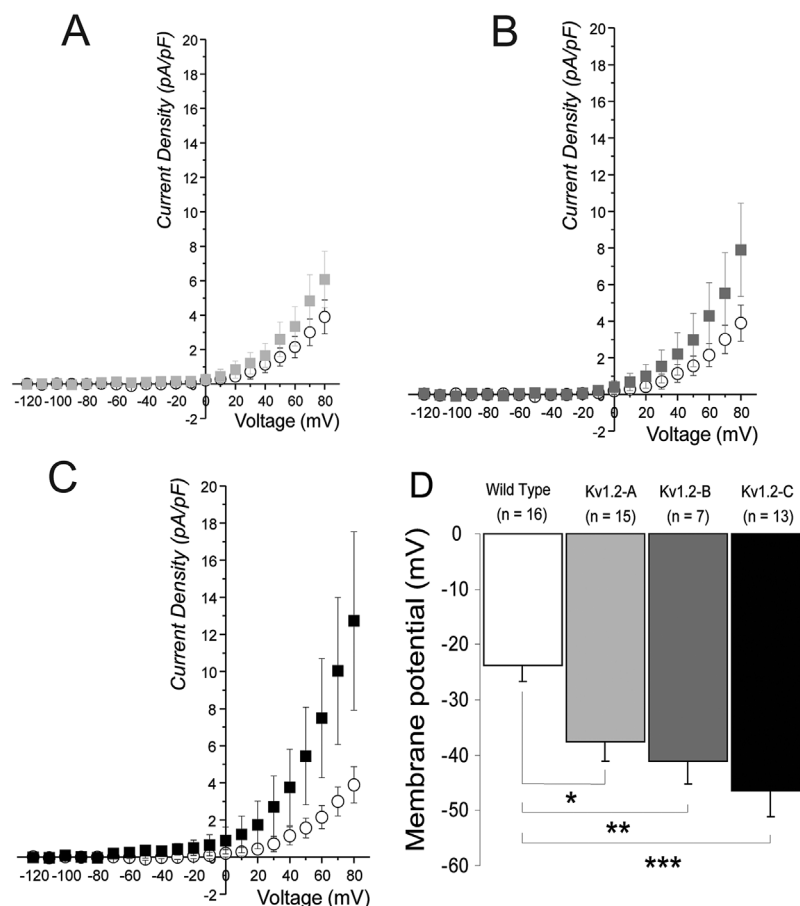 A
Current Density (pA/pF)
20
18
16
14
12
10
8
6
4
2
0
-2
-120 -100 -80 -60 -40 -20 0 20 40 60 80
Voltage (mV)
B
Current Density (pA/pF)
20
18
16
14
12
10
8
6
4
2
0
-2
-120 -100 -80 -60 -40 -20 0 20 40 60 80
Voltage (mV)
C
Current Density (pA/pF)
20
18
16
14
12
10
8
6
4
2
0
-2
-120 -100 -80 -60 -40 -20 0 20 40 60 80
Voltage (mV)
D
Wild Type Kv1.2-A Kv1.2-B Kv1.2-C
(n = 16) (n = 15) (n = 7) (n = 13)
Membrane potential (mV)
0
-10
-20
-30
-40
-50
-60
*
**
***